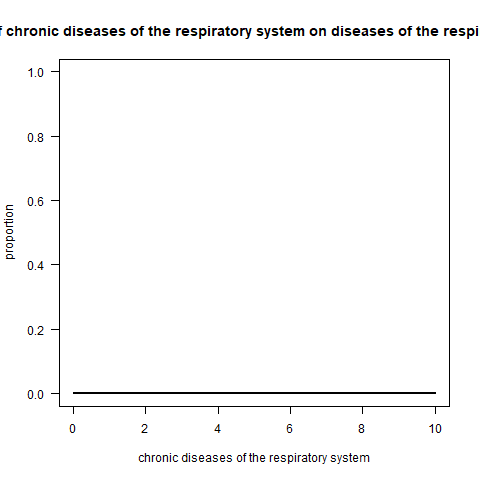 f chronic diseases of the respiratory system on diseases of the respi
1.0
0.8
0.6
0.4
0.2
0.0
proportion
0 2 4 6 8 10
chronic diseases of the respiratory system